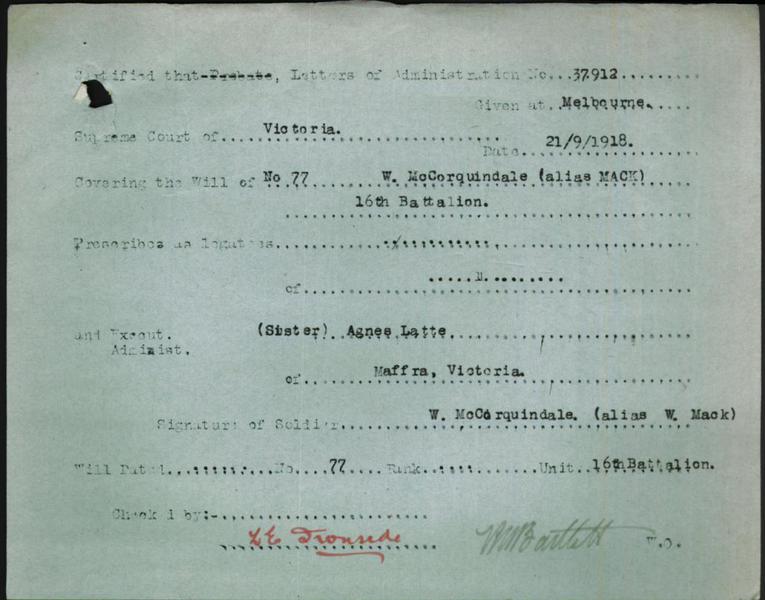 Certified that Probate, Letters of Administration No...37912.........
Given at..Melbourne......
Supreme Court of....Victoria.....................
Date...21/9/1918.
Covering the Will of No 77 W. McCorquindale (alias MACK)
16th Battalion.
Prescribes as legatees..............................
of......................
and Execut. (Sister) Agnes Latte
Administ.
of.......Maffra, Victoria.
Signature of Soldier......W. McCorquindale. (alias W. Mack)
Will Dated............No....77.....Rank............Unit..16thBattalion.
Checked by:-.......................
L E Ironside W Bartlett W.O.